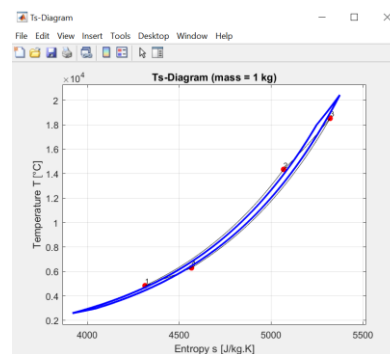 Ts-Diagram
File Edit View Insert Tools Desktop Window Help
×10⁴
Ts-Diagram (mass = 1 kg)
2
1.8
1.6
1.4
1.2
1
0.8
0.6
0.4
0.2
Temperature T [°C]
1
4000 4500 5000 5500
Entropy s [J/kg.K]